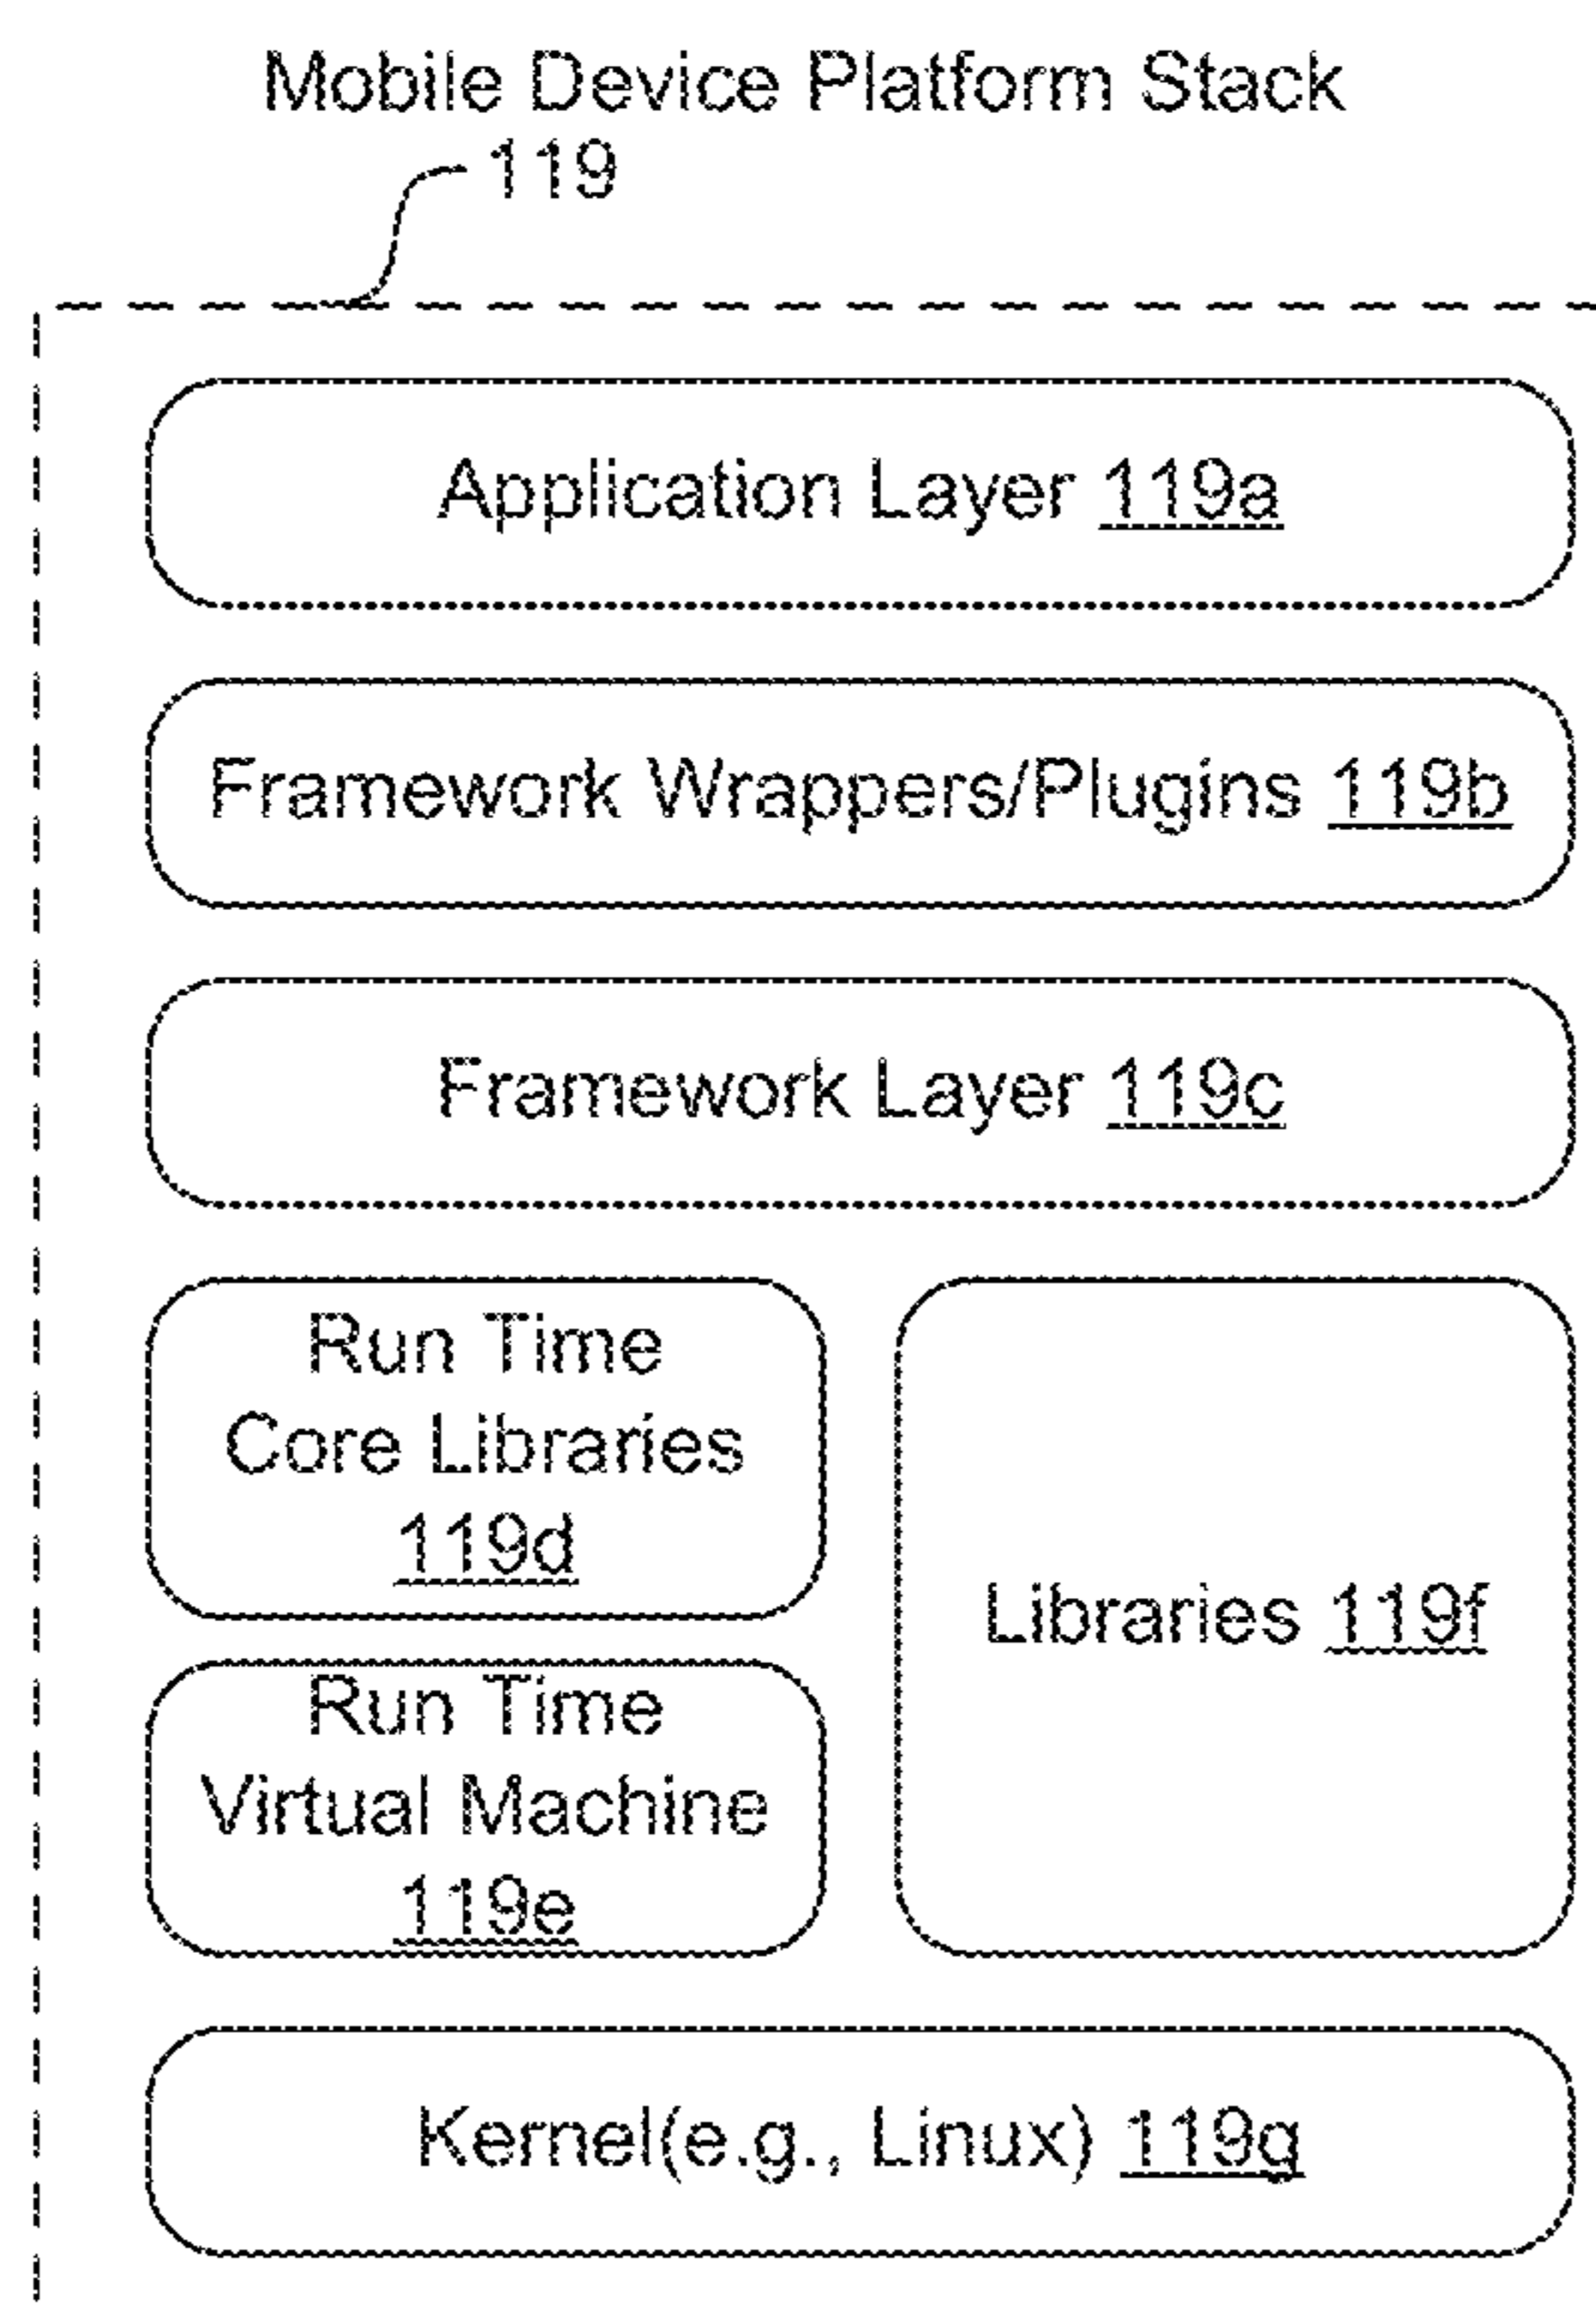 Mobile Device Platform Stack
119
Application Layer 119a
Framework Wrappers/Plugins 119b
Framework Layer 119c
Run Time
Core Libraries
119d
Run Time
Virtual Machine
119e
Libraries 119f
Kernel(e.g., Linux) 119g